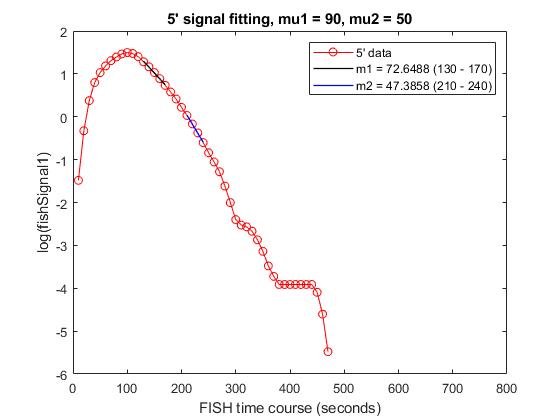 5' signal fitting, mu1 = 90, mu2 = 50
2
1
0
-1
-2
-3
-4
-5
-6
log(fishSignal1)
5' data
m1 = 72.6488 (130 - 170)
m2 = 47.3858 (210 - 240)
0 100 200 300 400 500 600 700 800
FISH time course (seconds)